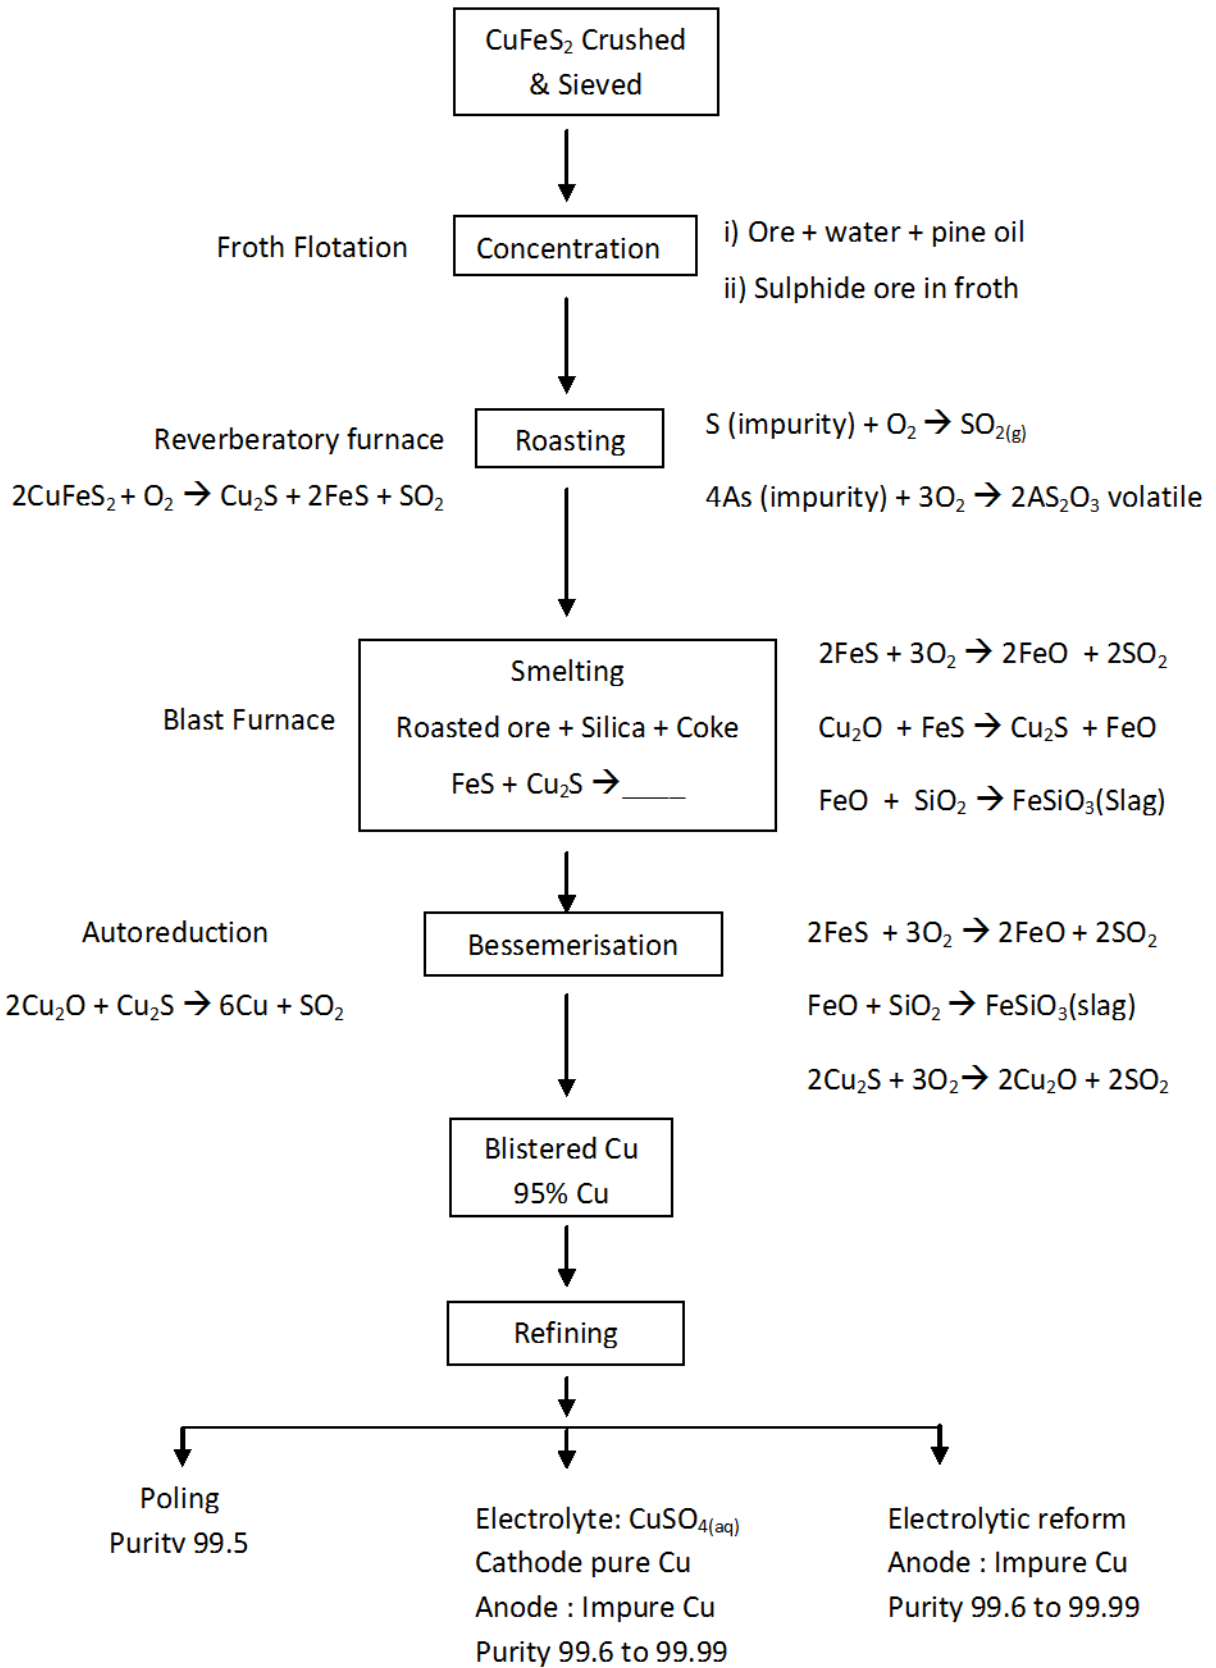 CuFeS₂ Crushed
& Sieved
Froth Flotation
Concentration
i) Ore + water + pine oil
ii) Sulphide ore in froth
Reverberatory furnace
2CuFeS₂ + O₂ → Cu₂S + 2FeS + SO₂
Roasting
S (impurity) + O₂ → SO₂(g)
4As (impurity) + 3O₂ → 2AS₂O₃ volatile
Blast Furnace
Smelting
Roasted ore + Silica + Coke
FeS + Cu₂S →____
2FeS + 3O₂ → 2FeO + 2SO₂
Cu₂O + FeS → Cu₂S + FeO
FeO + SiO₂ → FeSiO₃(Slag)
Autoreduction
2Cu₂O + Cu₂S → 6Cu + SO₂
Bessemerisation
2FeS + 3O₂ → 2FeO + 2SO₂
FeO + SiO₂ → FeSiO₃(slag)
2Cu₂S + 3O₂→ 2Cu₂O + 2SO₂
Blistered Cu
95% Cu
Refining
Poling
Purity 99.5
Electrolyte: CuSO₄(aq)
Cathode pure Cu
Anode : Impure Cu
Purity 99.6 to 99.99
Electrolytic reform
Anode : Impure Cu
Purity 99.6 to 99.99